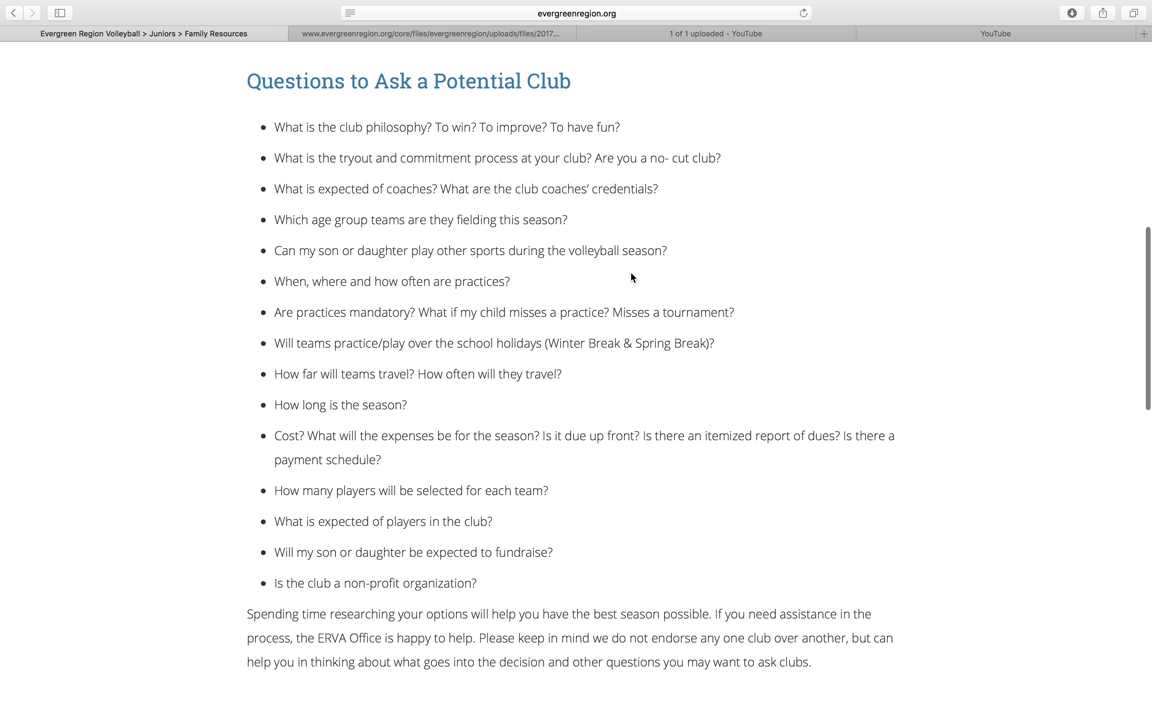 evergreenregion.org
Evergreen Region Volleyball > Juniors > Family Resources
www.evergreenregion.org/core/files/evergreenregion/uploads/files/2017...
1 of 1 uploaded - YouTube
YouTube
Questions to Ask a Potential Club
What is the club philosophy? To win? To improve? To have fun?
What is the tryout and commitment process at your club? Are you a no- cut club?
What is expected of coaches? What are the club coaches’ credentials?
Which age group teams are they fielding this season?
Can my son or daughter play other sports during the volleyball season?
When, where and how often are practices?
Are practices mandatory? What if my child misses a practice? Misses a tournament?
Will teams practice/play over the school holidays (Winter Break & Spring Break)?
How far will teams travel? How often will they travel?
How long is the season?
Cost? What will the expenses be for the season? Is it due up front? Is there an itemized report of dues? Is there a
payment schedule?
How many players will be selected for each team?
What is expected of players in the club?
Will my son or daughter be expected to fundraise?
Is the club a non-profit organization?
Spending time researching your options will help you have the best season possible. If you need assistance in the
process, the ERVA Office is happy to help. Please keep in mind we do not endorse any one club over another, but can
help you in thinking about what goes into the decision and other questions you may want to ask clubs.